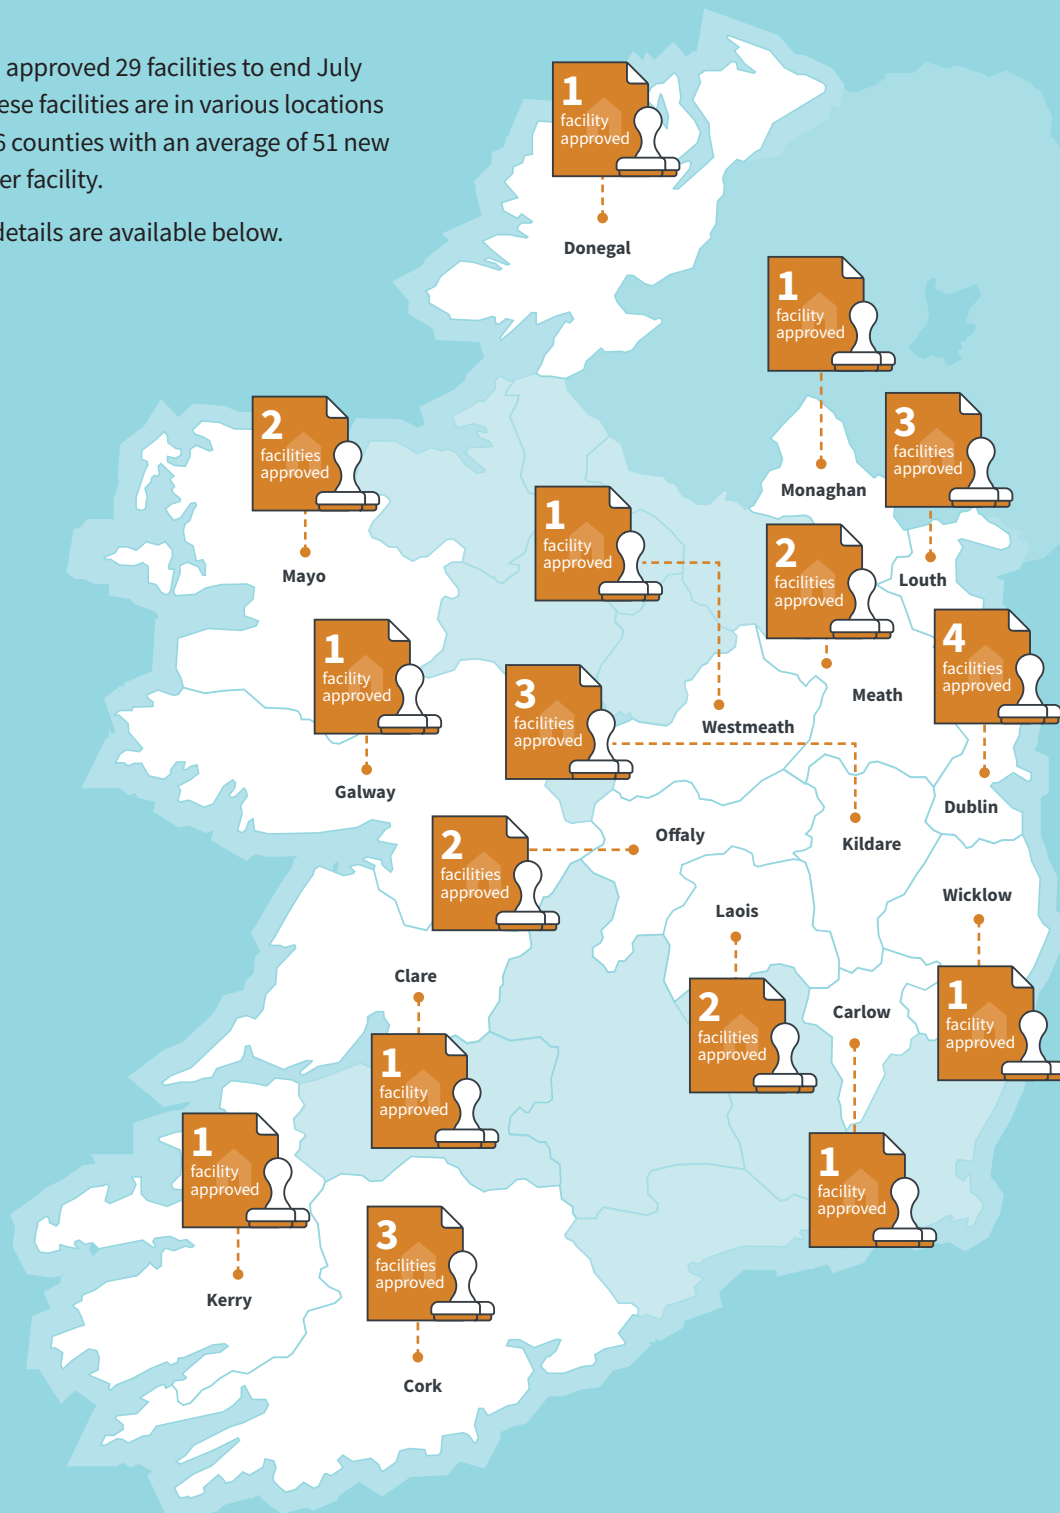 approved 29 facilities to end July
ese facilities are in various locations
6 counties with an average of 51 new
er facility.
details are available below.
1
facility
approved
Donegal
1
facility
approved
Monaghan
2
facilities
approved
Mayo
3
facilities
approved
Louth
1
facility
approved
Westmeath
2
facilities
approved
Meath
4
facilities
approved
Dublin
1
facility
approved
Galway
3
facilities
approved
Kildare
2
facilities
approved
Offaly
Laois
2
facilities
approved
Wicklow
1
facility
approved
Clare
1
facility
approved
Carlow
1
facility
approved
1
facility
approved
Kerry
3
facilities
approved
Cork